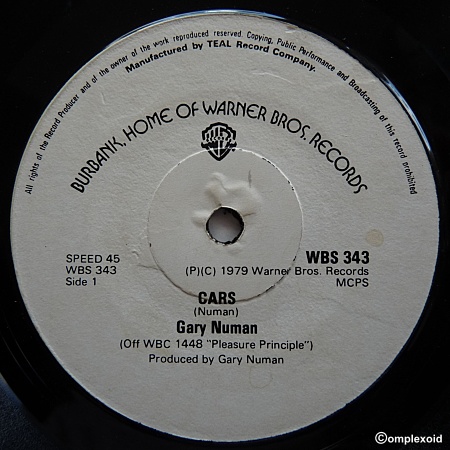 All rights of the Record Producer and of the owner of the work reproduced reserved. Copying, Public Performance and Broadcasting of this record prohibited
Manufactured by TEAL Record Company.
BURBANK, HOME OF WARNER BROS. RECORDS
WB
SPEED 45
WBS 343
Side 1
WBS 343
(P)(C) 1979 Warner Bros. Records
MCPS
CARS
(Numan)
Gary Numan
(Off WBC 1448 "Pleasure Principle")
Produced by Gary Numan
©omplexoid